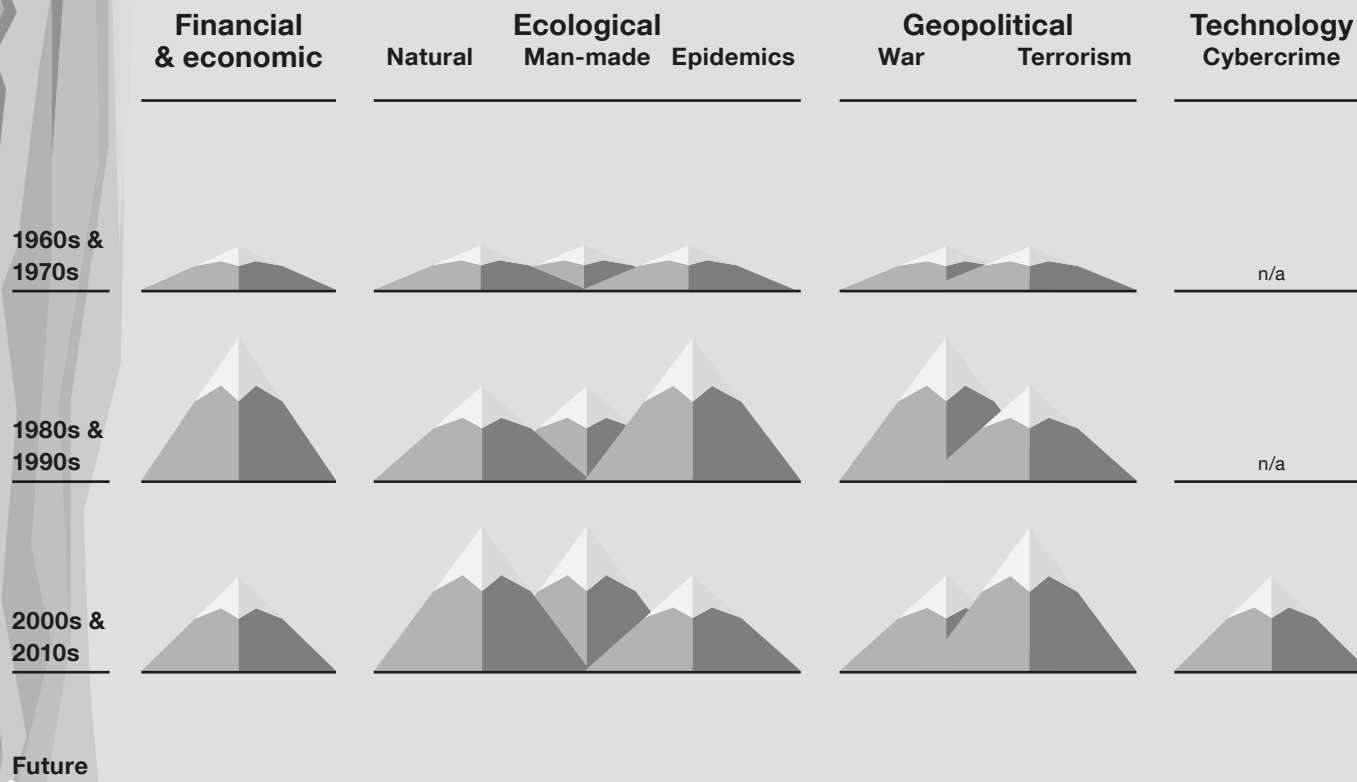 Financial
& economic
Ecological
Natural Man-made Epidemics
Geopolitical
War Terrorism
Technology
Cybercrime
1960s &
1970s
n/a
1980s &
1990s
n/a
2000s &
2010s
Future